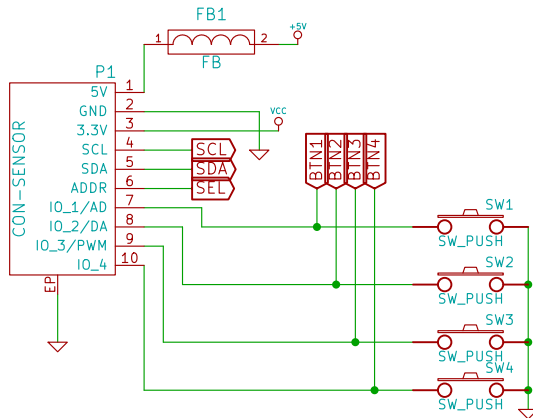 FB1
1 2
FB
+5V
P1
CON-SENSOR
5V 1
GND 2
3.3V 3
SCL 4
SDA 5
ADDR 6
IO_1/AD 7
IO_2/DA 8
IO_3/PWM 9
IO_4 10
EP
VCC
SCL
SDA
SEL
BTN1
BTN2
BTN3
BTN4
SW1
SW_PUSH
SW2
SW_PUSH
SW3
SW_PUSH
SW4
SW_PUSH